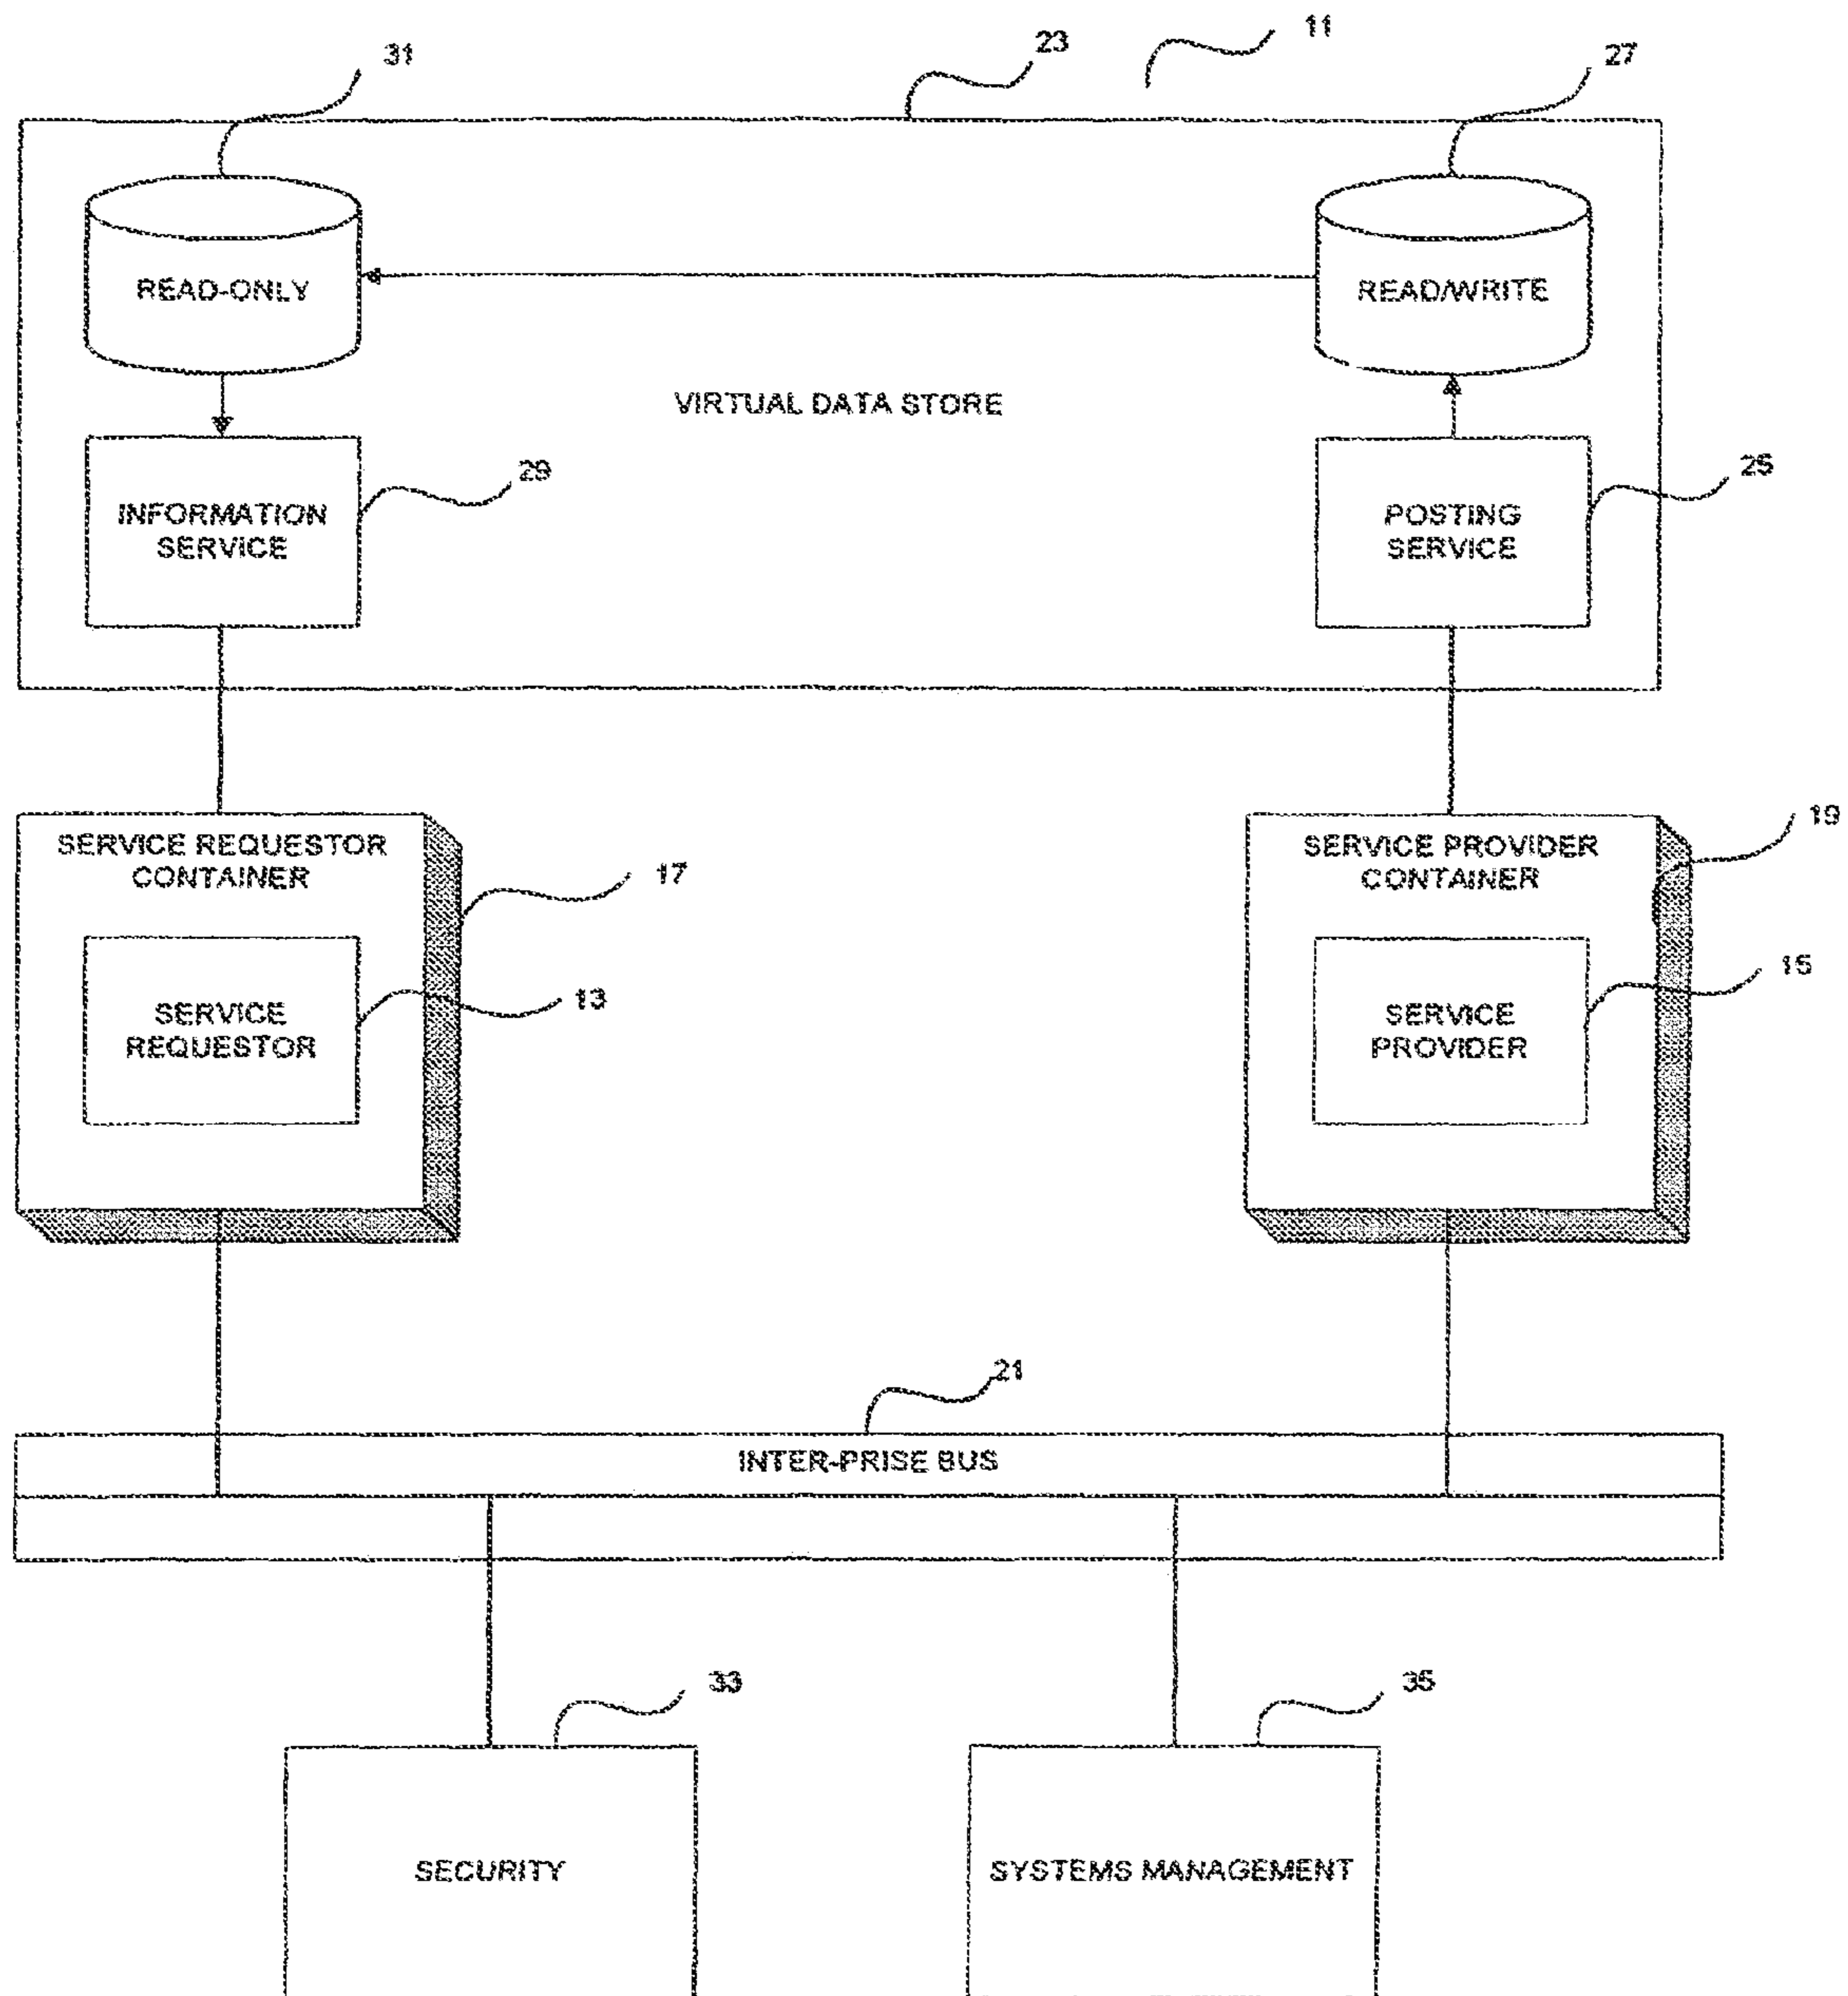 31
23
11
27
READ-ONLY
READ/WRITE
VIRTUAL DATA STORE
29
25
INFORMATION
SERVICE
POSTING
SERVICE
SERVICE REQUESTOR
CONTAINER
17
SERVICE PROVIDER
CONTAINER
19
SERVICE
REQUESTOR
13
SERVICE
PROVIDER
15
21
INTER-PRISE BUS
33
35
SECURITY
SYSTEMS MANAGEMENT